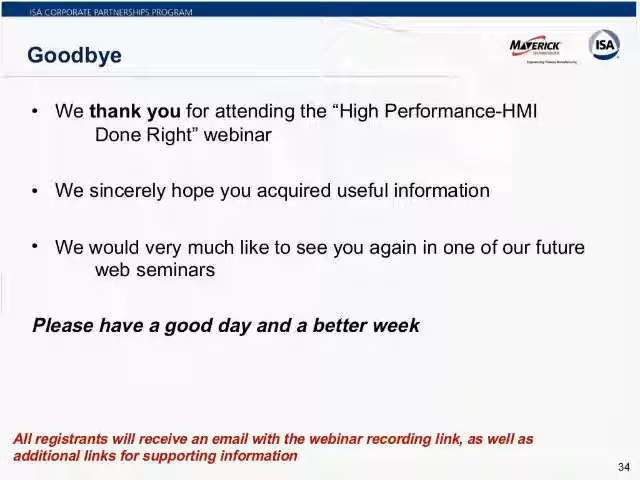 ISA CORPORATE PARTNERSHIPS PROGRAM
Goodbye
MAVERICK
TECHNOLOGIES
ISA
• We thank you for attending the “High Performance-HMI
Done Right” webinar
• We sincerely hope you acquired useful information
• We would very much like to see you again in one of our future
web seminars
Please have a good day and a better week
All registrants will receive an email with the webinar recording link, as well as
additional links for supporting information
34